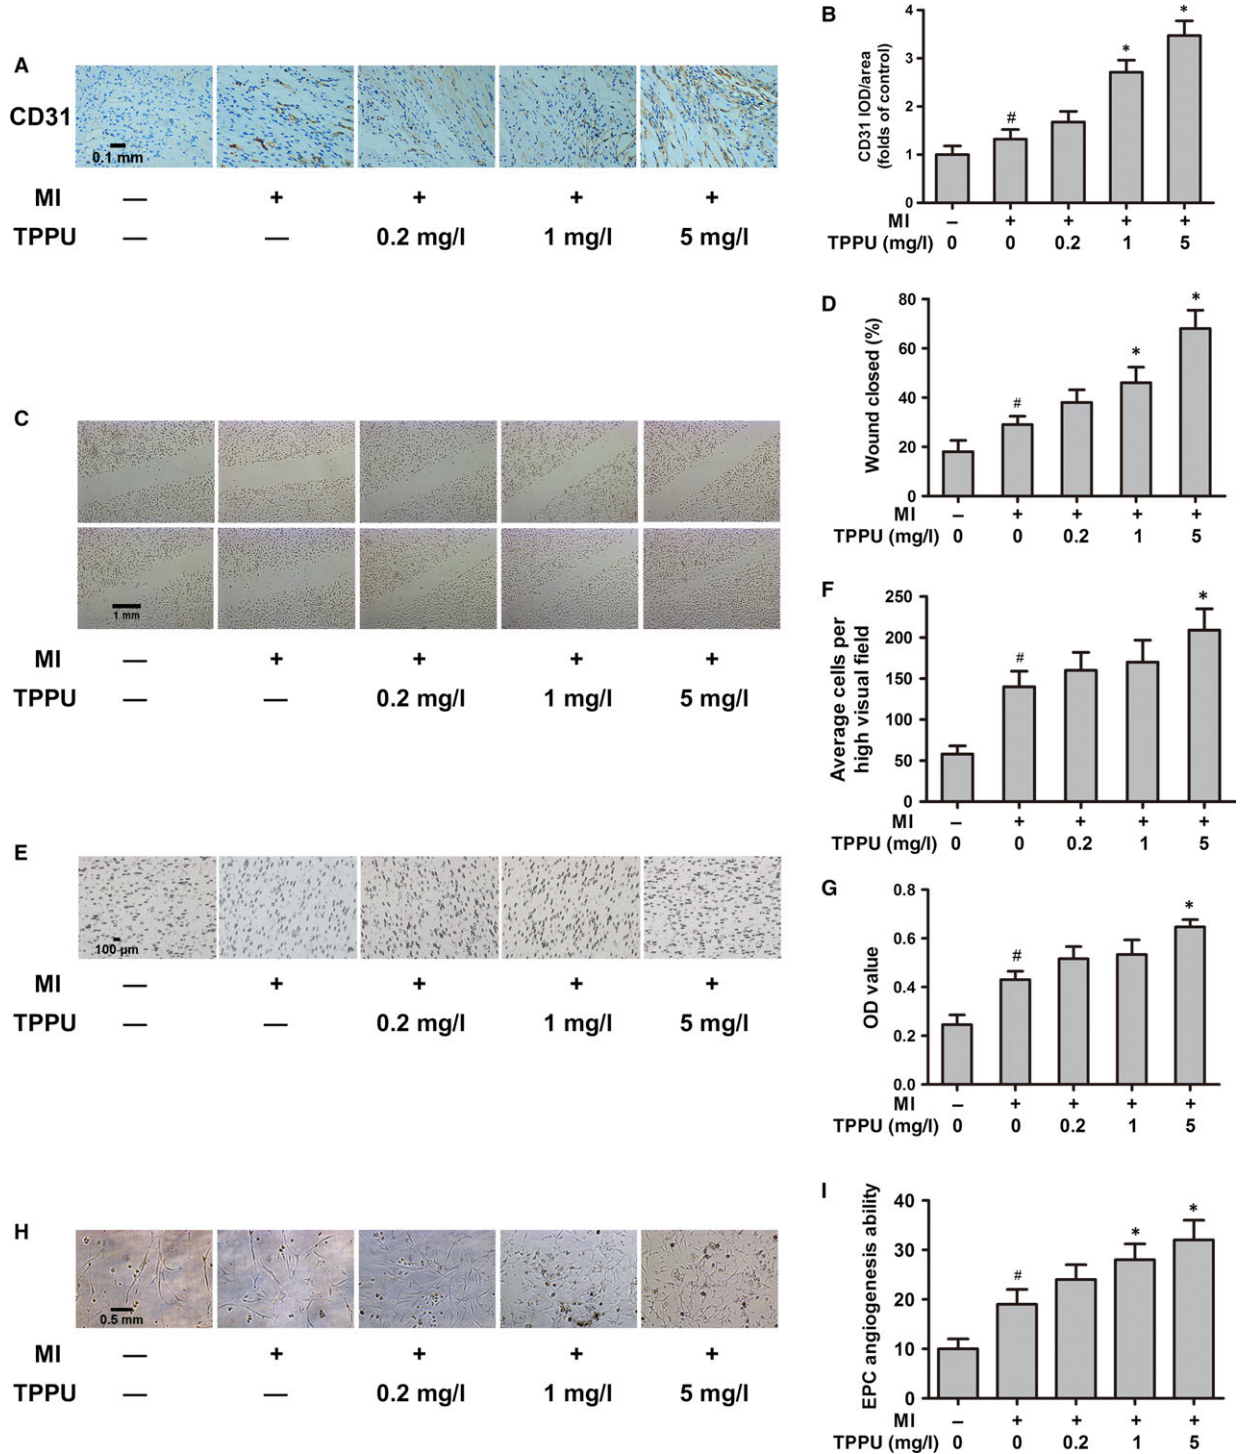 A
CD31
0.1 mm
MI — + + + +
TPPU — — 0.2 mg/l 1 mg/l 5 mg/l
B
CD31 IOD/area
(folds of control)
4
3
2
1
0
# * *
MI – + + + +
TPPU (mg/l) 0 0 0.2 1 5
C
1 mm
MI — + + + +
TPPU — — 0.2 mg/l 1 mg/l 5 mg/l
D
Wound closed (%)
80
60
40
20
0
# * *
MI – + + + +
TPPU (mg/l) 0 0 0.2 1 5
E
100 µm
MI — + + + +
TPPU — — 0.2 mg/l 1 mg/l 5 mg/l
F
Average cells per
high visual field
250
200
150
100
50
0
# *
MI – + + + +
TPPU (mg/l) 0 0 0.2 1 5
G
OD value
0.8
0.6
0.4
0.2
0.0
# *
MI – + + + +
TPPU (mg/l) 0 0 0.2 1 5
H
0.5 mm
MI — + + + +
TPPU — — 0.2 mg/l 1 mg/l 5 mg/l
I
EPC angiogenesis ability
40
30
20
10
0
# * *
MI – + + + +
TPPU (mg/l) 0 0 0.2 1 5